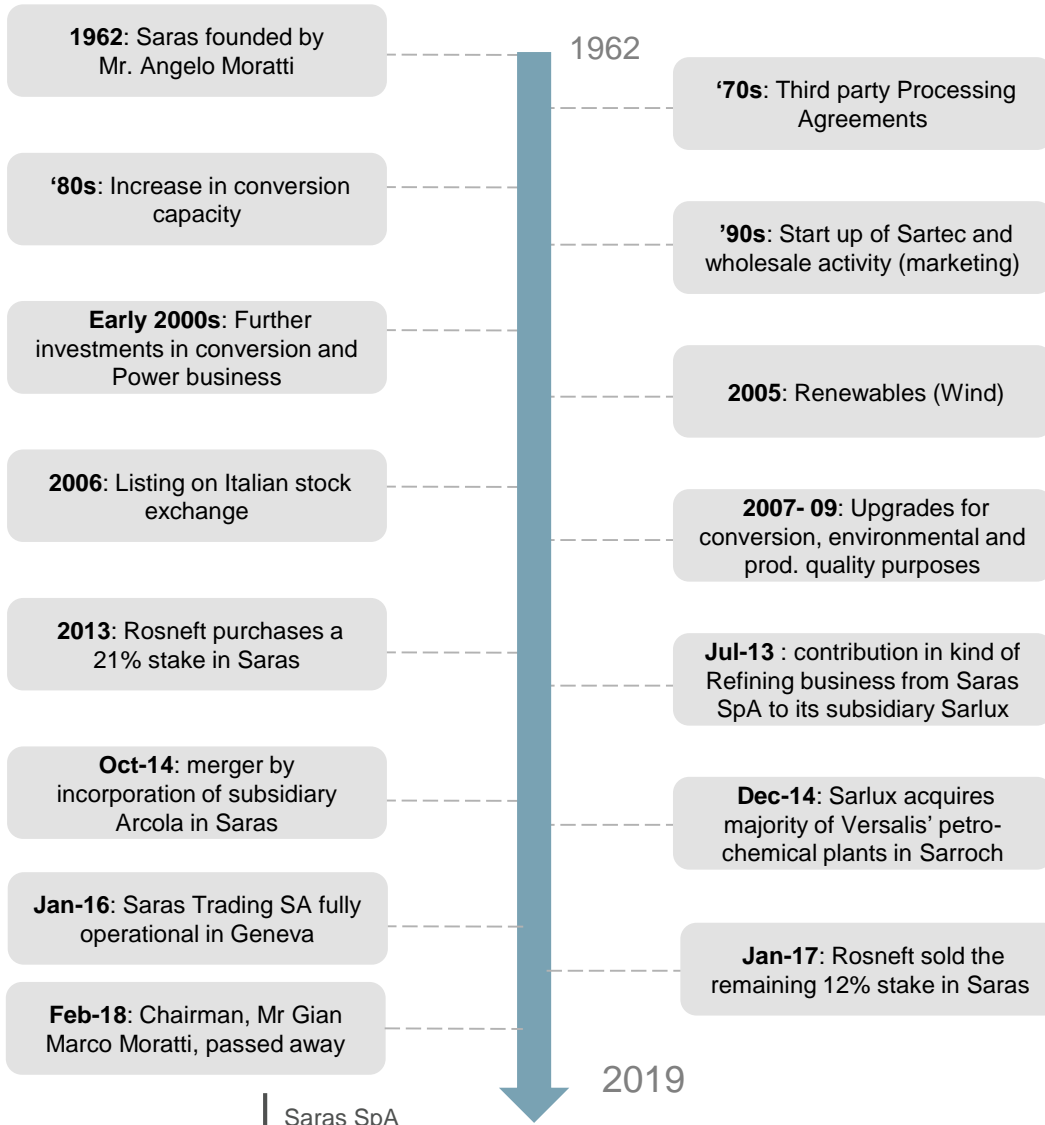 1962: Saras founded by
Mr. Angelo Moratti
1962
‘70s: Third party Processing
Agreements
‘80s: Increase in conversion
capacity
’90s: Start up of Sartec and
wholesale activity (marketing)
Early 2000s: Further
investments in conversion and
Power business
2005: Renewables (Wind)
2006: Listing on Italian stock
exchange
2007- 09: Upgrades for
conversion, environmental and
prod. quality purposes
2013: Rosneft purchases a
21% stake in Saras
Jul-13 : contribution in kind of
Refining business from Saras
SpA to its subsidiary Sarlux
Oct-14: merger by
incorporation of subsidiary
Arcola in Saras
Dec-14: Sarlux acquires
majority of Versalis’ petro-
chemical plants in Sarroch
Jan-16: Saras Trading SA fully
operational in Geneva
Jan-17: Rosneft sold the
remaining 12% stake in Saras
Feb-18: Chairman, Mr Gian
Marco Moratti, passed away
2019
Saras SpA